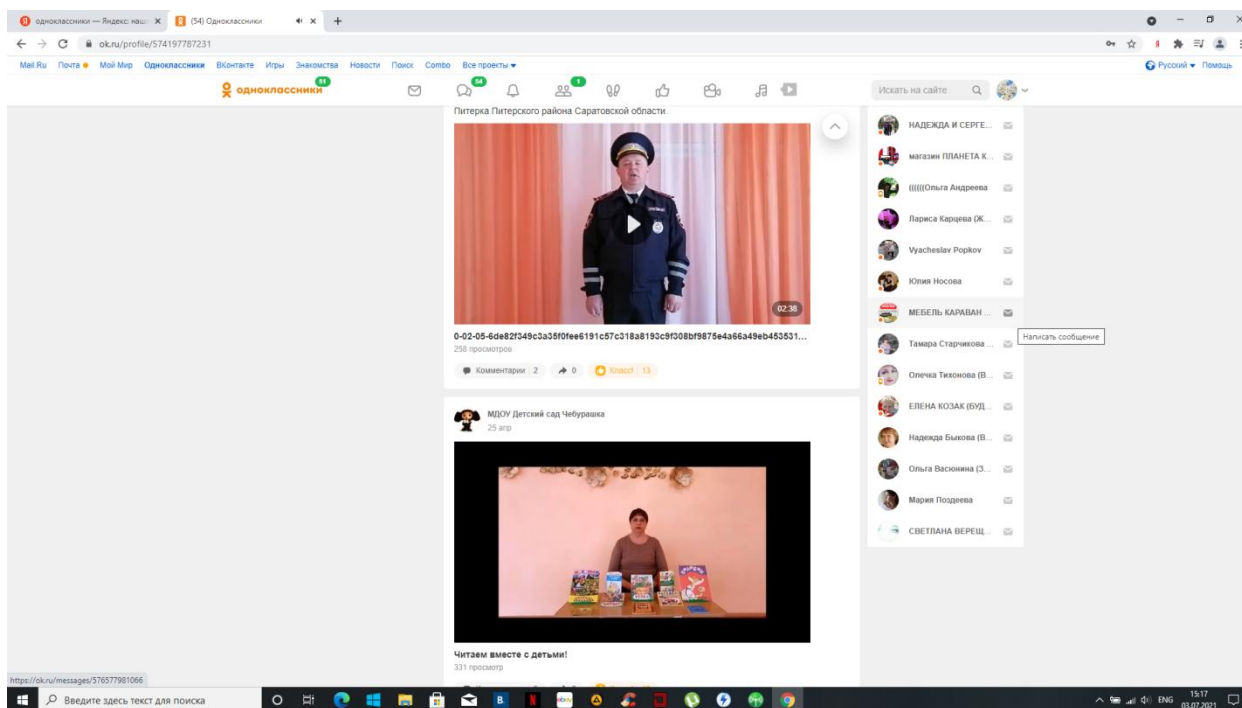 одноклассники — Яндекс: наш
(54) Одноклассники
ok.ru/profile/574197787231
Mail.Ru Почта Мой Мир Одноклассники ВКонтакте Игры Знакомства Новости Поиск Combo Все проекты
Русский Помощь
одноклассники
51
54
1
Искать на сайте
Питерка Питерского района Саратовской области.
02:38
0-02-05-6de82f349c3a35f0fee6191c57c318a8193c9f308bf9875e4a66a49eb453531...
258 просмотров
Комментарии 2 0 Класс! 13
МДОУ Детский сад Чебурашка
25 апр
Читаем вместе с детьми!
331 просмотр
НАДЕЖДА И СЕРГЕ...
магазин ПЛАНЕТА К...
((((((Ольга Андреева
Лариса Карцева (Ж...
Vyacheslav Popkov
Юлия Носова
МЕБЕЛЬ КАРАВАН ...
Написать сообщение
Тамара Старчикова ...
Олечка Тихонова (В...
ЕЛЕНА КОЗАК (БУД...
Надежда Быкова (В...
Ольга Васюнина (З...
Мария Поздеева
СВЕТЛАНА ВЕРЕЩ...
https://ok.ru/messages/576577981066
Введите здесь текст для поиска
ENG
15:17
03.07.2021